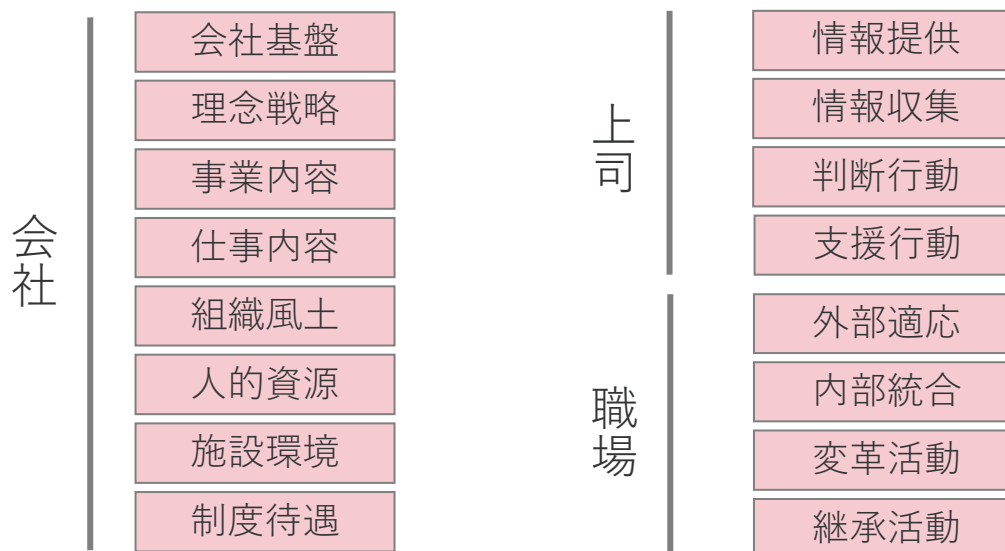 会社
会社基盤
理念戦略
事業内容
仕事内容
組織風土
人的資源
施設環境
制度待遇
上司
情報提供
情報収集
判断行動
支援行動
職場
外部適応
内部統合
変革活動
継承活動